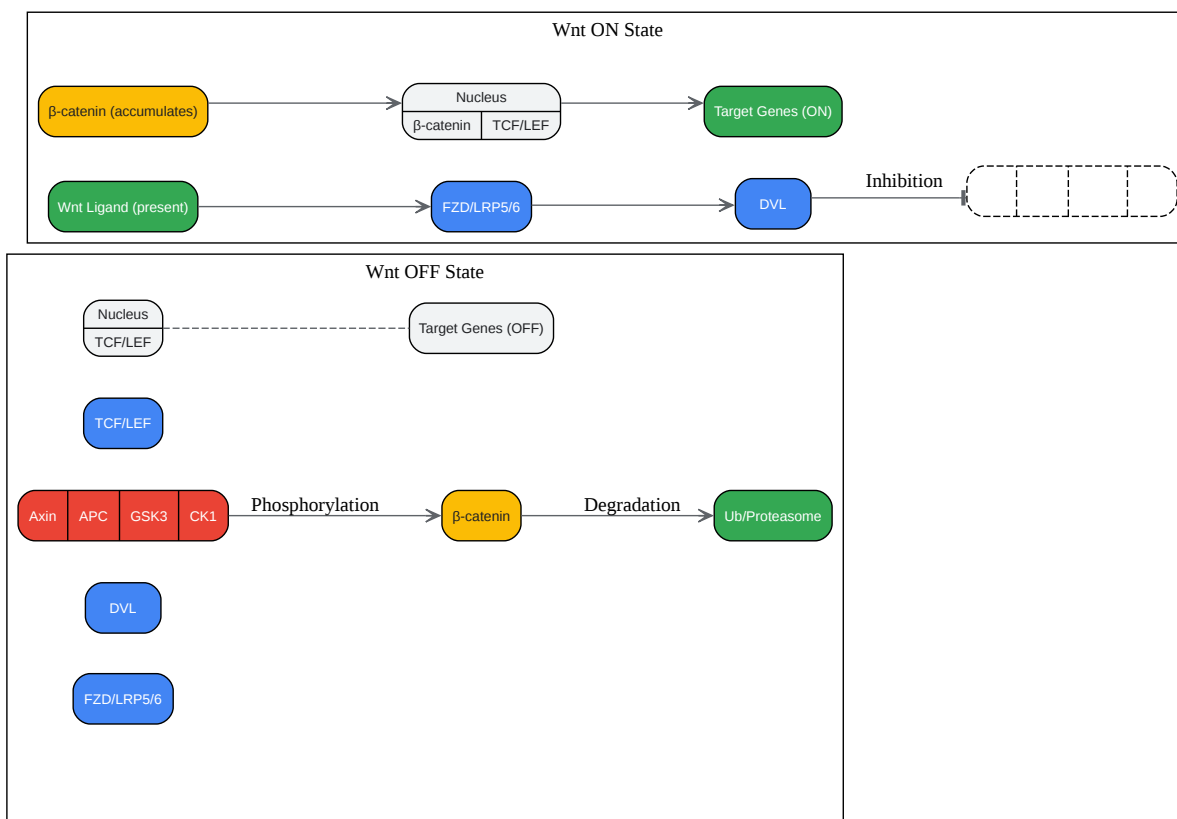 Wnt ON State
β-catenin (accumulates)
Nucleus
β-catenin
TCF/LEF
Target Genes (ON)
Wnt Ligand (present)
FZD/LRP5/6
DVL
Inhibition
Wnt OFF State
Nucleus
TCF/LEF
Target Genes (OFF)
TCF/LEF
Axin
APC
GSK3
CK1
Phosphorylation
β-catenin
Degradation
Ub/Proteasome
DVL
FZD/LRP5/6